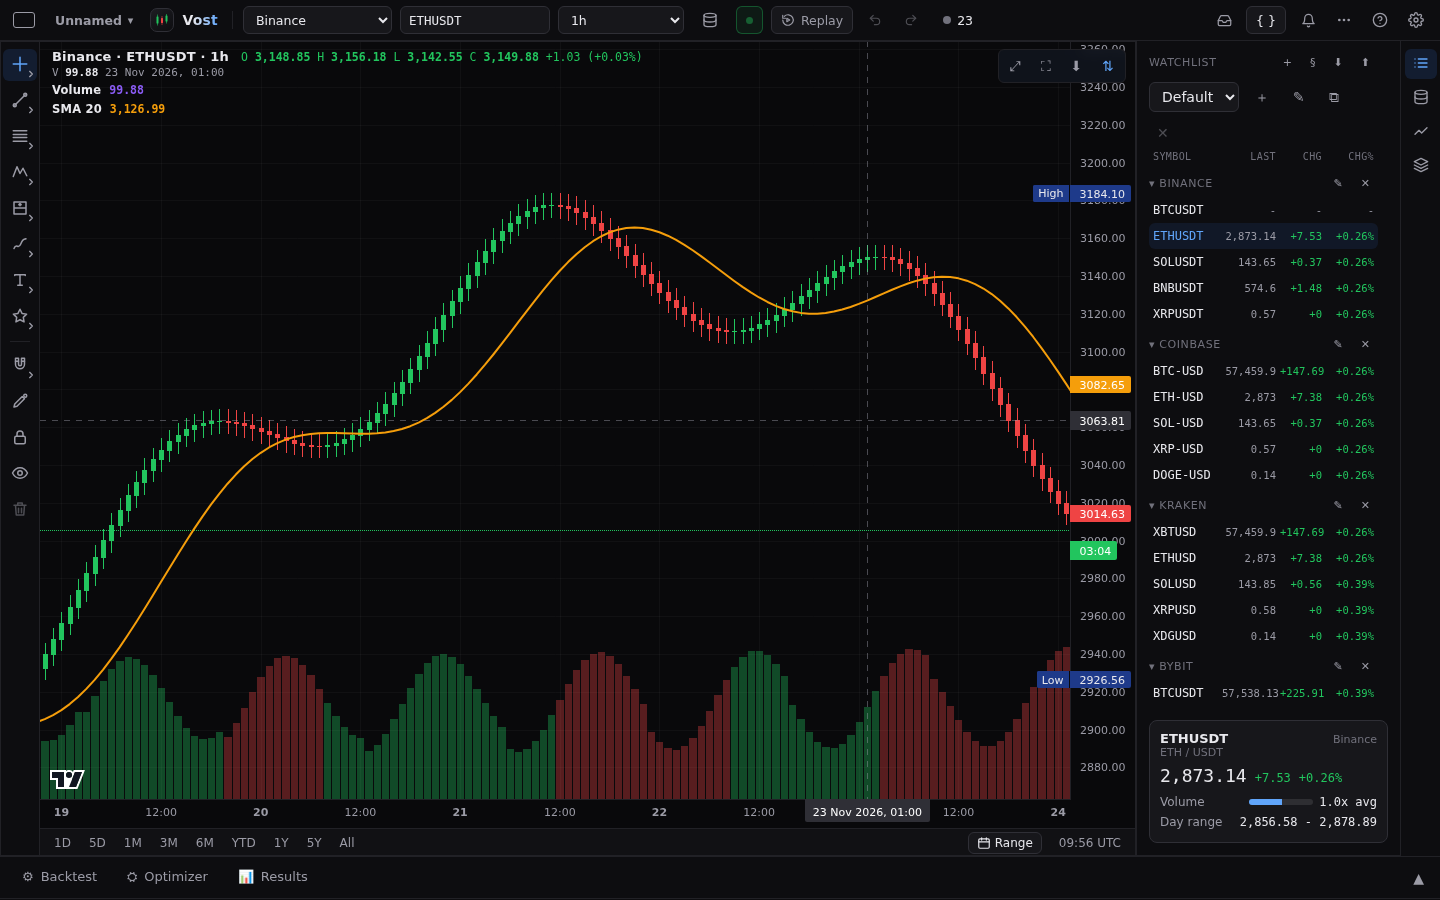 Unnamed ▾ Vost Binance ETHUSDT 1h Replay 23 { }
Binance · ETHUSDT · 1h O 3,148.85 H 3,156.18 L 3,142.55 C 3,149.88 +1.03 (+0.03%)
V 99.88 23 Nov 2026, 01:00
Volume 99.88
SMA 20 3,126.99
3260.00
3240.00
3220.00
3200.00
High 3184.10
3180.00
3160.00
3140.00
3120.00
3100.00
3082.65
3063.81
3060.00
3040.00
3020.00
3014.63
3000.00
03:04
2980.00
2960.00
2940.00
Low 2926.56
2920.00
2900.00
2880.00
19 12:00 20 12:00 21 12:00 22 12:00 23 Nov 2026, 01:00 12:00 24
1D 5D 1M 3M 6M YTD 1Y 5Y All Range 09:56 UTC
WATCHLIST + § ⬇ ⬆
Default + ✎ ⧉
✕
SYMBOL LAST CHG CHG%
▾ BINANCE ✎ ✕
BTCUSDT - - -
ETHUSDT 2,873.14 +7.53 +0.26%
SOLUSDT 143.65 +0.37 +0.26%
BNBUSDT 574.6 +1.48 +0.26%
XRPUSDT 0.57 +0 +0.26%
▾ COINBASE ✎ ✕
BTC-USD 57,459.9 +147.69 +0.26%
ETH-USD 2,873 +7.38 +0.26%
SOL-USD 143.65 +0.37 +0.26%
XRP-USD 0.57 +0 +0.26%
DOGE-USD 0.14 +0 +0.26%
▾ KRAKEN ✎ ✕
XBTUSD 57,459.9 +147.69 +0.26%
ETHUSD 2,873 +7.38 +0.26%
SOLUSD 143.85 +0.56 +0.39%
XRPUSD 0.58 +0 +0.39%
XDGUSD 0.14 +0 +0.39%
▾ BYBIT ✎ ✕
BTCUSDT 57,538.13 +225.91 +0.39%
ETHUSDT Binance
ETH / USDT
2,873.14 +7.53 +0.26%
Volume 1.0x avg
Day range 2,856.58 - 2,878.89
Backtest Optimizer Results ▲